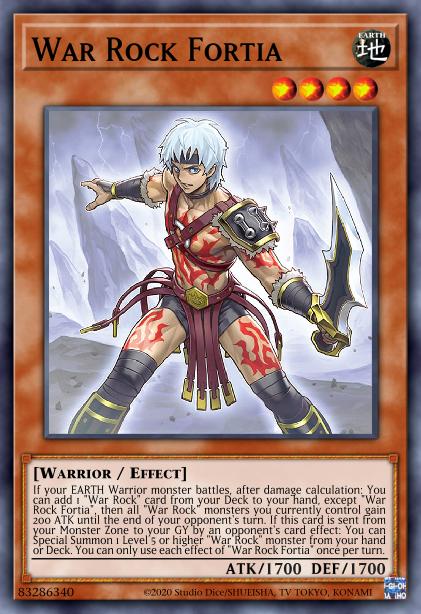 WAR ROCK FORTIA
EARTH
地
[WARRIOR / EFFECT]
If your EARTH Warrior monster battles, after damage calculation: You
can add 1 "War Rock" card from your Deck to your hand, except "War
Rock Fortia", then all "War Rock" monsters you currently control gain
200 ATK until the end of your opponent's turn. If this card is sent from
your Monster Zone to your GY by an opponent's card effect: You can
Special Summon 1 Level 5 or higher "War Rock" monster from your hand
or Deck. You can only use each effect of "War Rock Fortia" once per turn.
ATK/1700 DEF/1700
83286340
©2020 Studio Dice/SHUEISHA, TV TOKYO, KONAMI